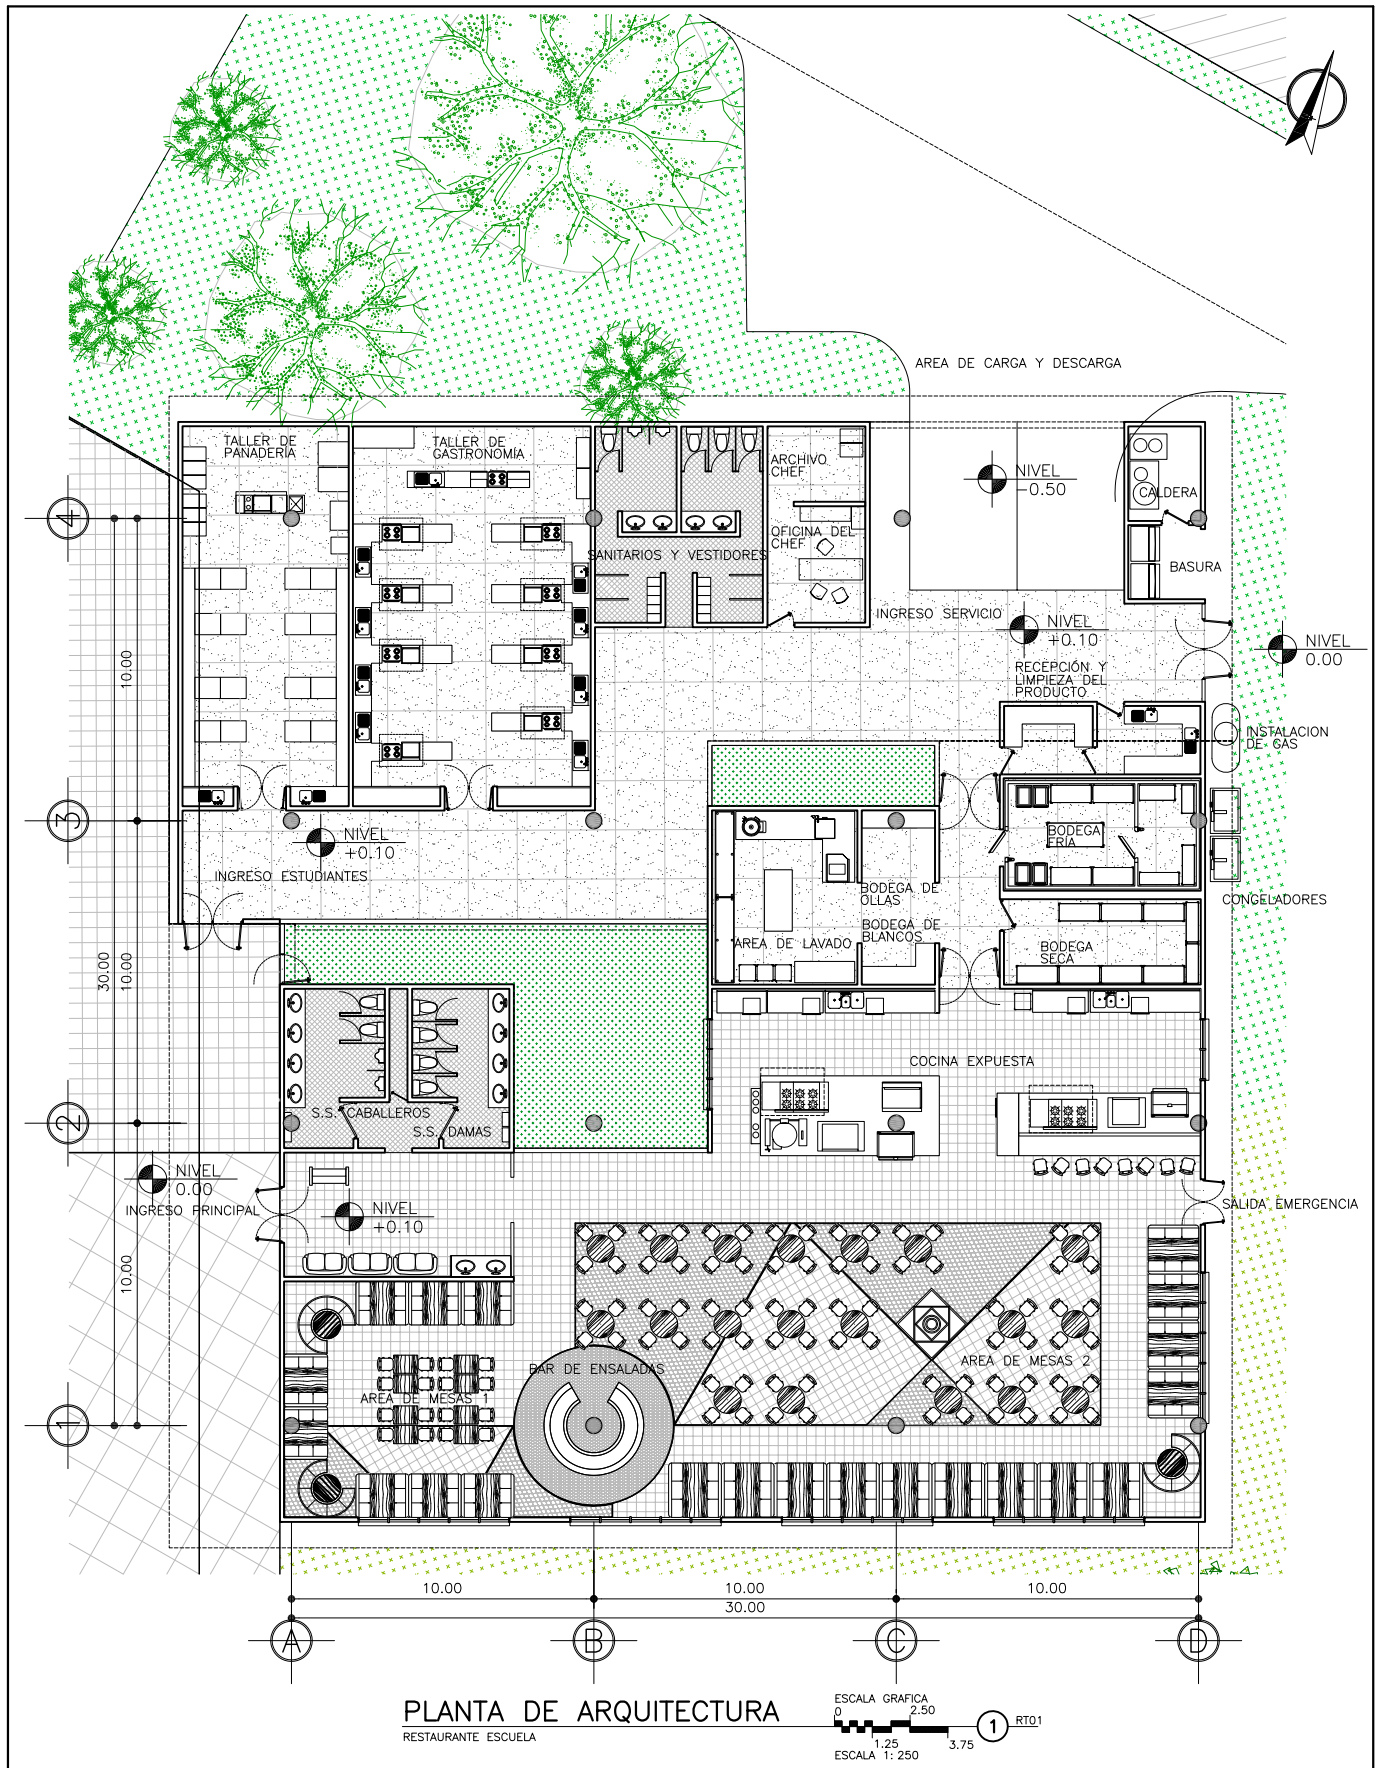 AREA DE CARGA Y DESCARGA
TALLER DE
PANADERÍA
TALLER DE
GASTRONOMÍA
ARCHIVO
CHEF
NIVEL
-0.50
CALDERA
4
OFICINA DEL
CHEF
SANITARIOS Y VESTIDORES
BASURA
INGRESO SERVICIO
NIVEL
+0.10
NIVEL
0.00
10.00
RECEPCIÓN Y
LIMPIEZA DEL
PRODUCTO
INSTALACION
DE GAS
3
NIVEL
+0.10
BODEGA
FRÍA
INGRESO ESTUDIANTES
BODEGA DE
OLLAS
CONGELADORES
BODEGA DE
BLANCOS
AREA DE LAVADO
BODEGA
SECA
30.00
10.00
COCINA EXPUESTA
2
S.S. CABALLEROS
S.S. DAMAS
NIVEL
0.00
INGRESO PRINCIPAL
NIVEL
+0.10
SALIDA EMERGENCIA
10.00
BAR DE ENSALADAS
AREA DE MESAS 2
AREA DE MESAS 1
1
10.00
10.00
10.00
30.00
A
B
C
D
PLANTA DE ARQUITECTURA
RESTAURANTE ESCUELA
ESCALA GRAFICA
0
2.50
1.25
3.75
ESCALA 1: 250
1
RT01